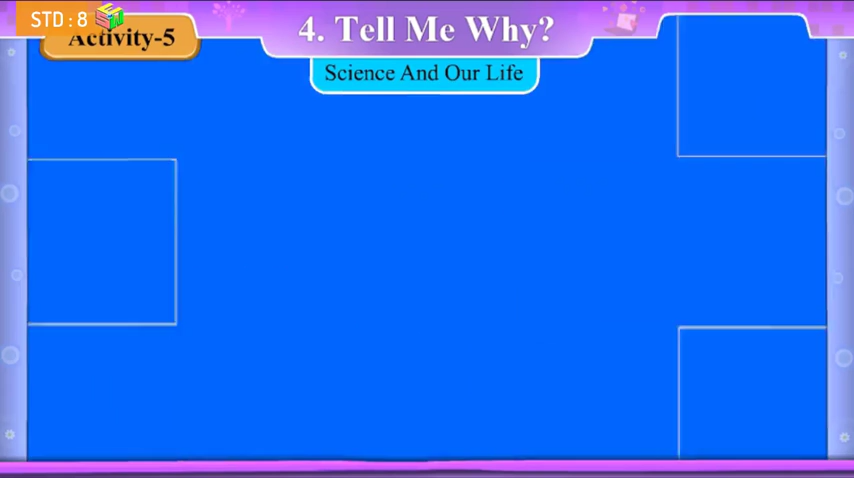 STD : 8
Activity-5
4. Tell Me Why?
Science And Our Life